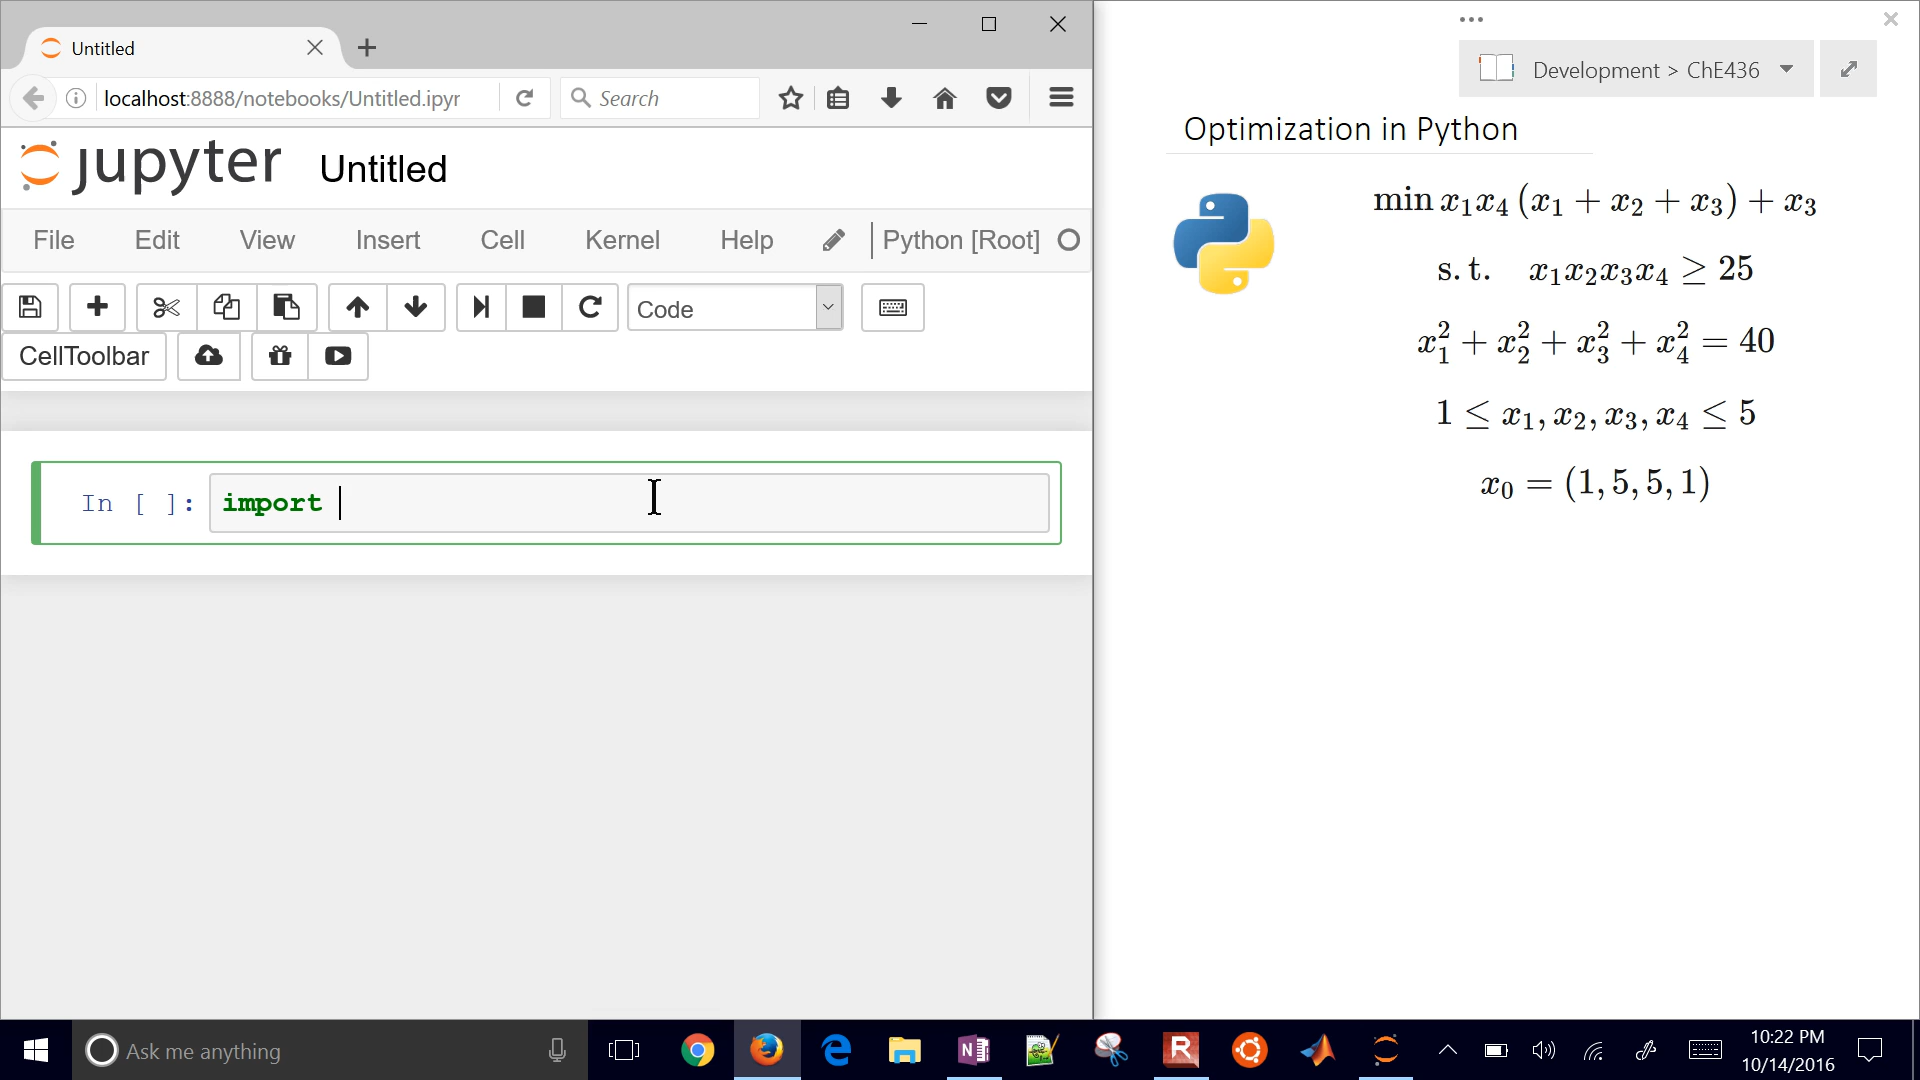 Untitled
localhost:8888/notebooks/Untitled.ipyr
Search
jupyter Untitled
File Edit View Insert Cell Kernel Help Python [Root]
Code
CellToolbar
In [ ]: import
Development > ChE436
Optimization in Python
min x₁x₄ (x₁ + x₂ + x₃) + x₃
s.t. x₁x₂x₃x₄ ≥ 25
x₁² + x₂² + x₃² + x₄² = 40
1 ≤ x₁, x₂, x₃, x₄ ≤ 5
x₀ = (1, 5, 5, 1)
Ask me anything
N
R
10:22 PM
10/14/2016